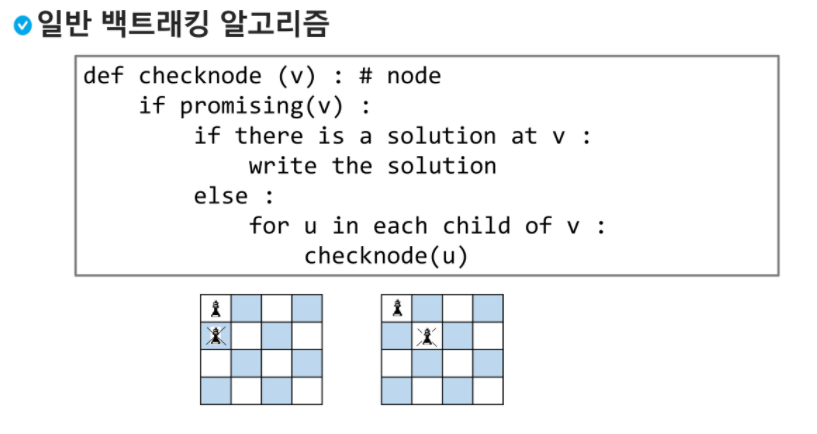 일반 백트래킹 알고리즘
def checknode (v) : # node
    if promising(v) :
        if there is a solution at v :
            write the solution
        else :
            for u in each child of v :
                checknode(u)